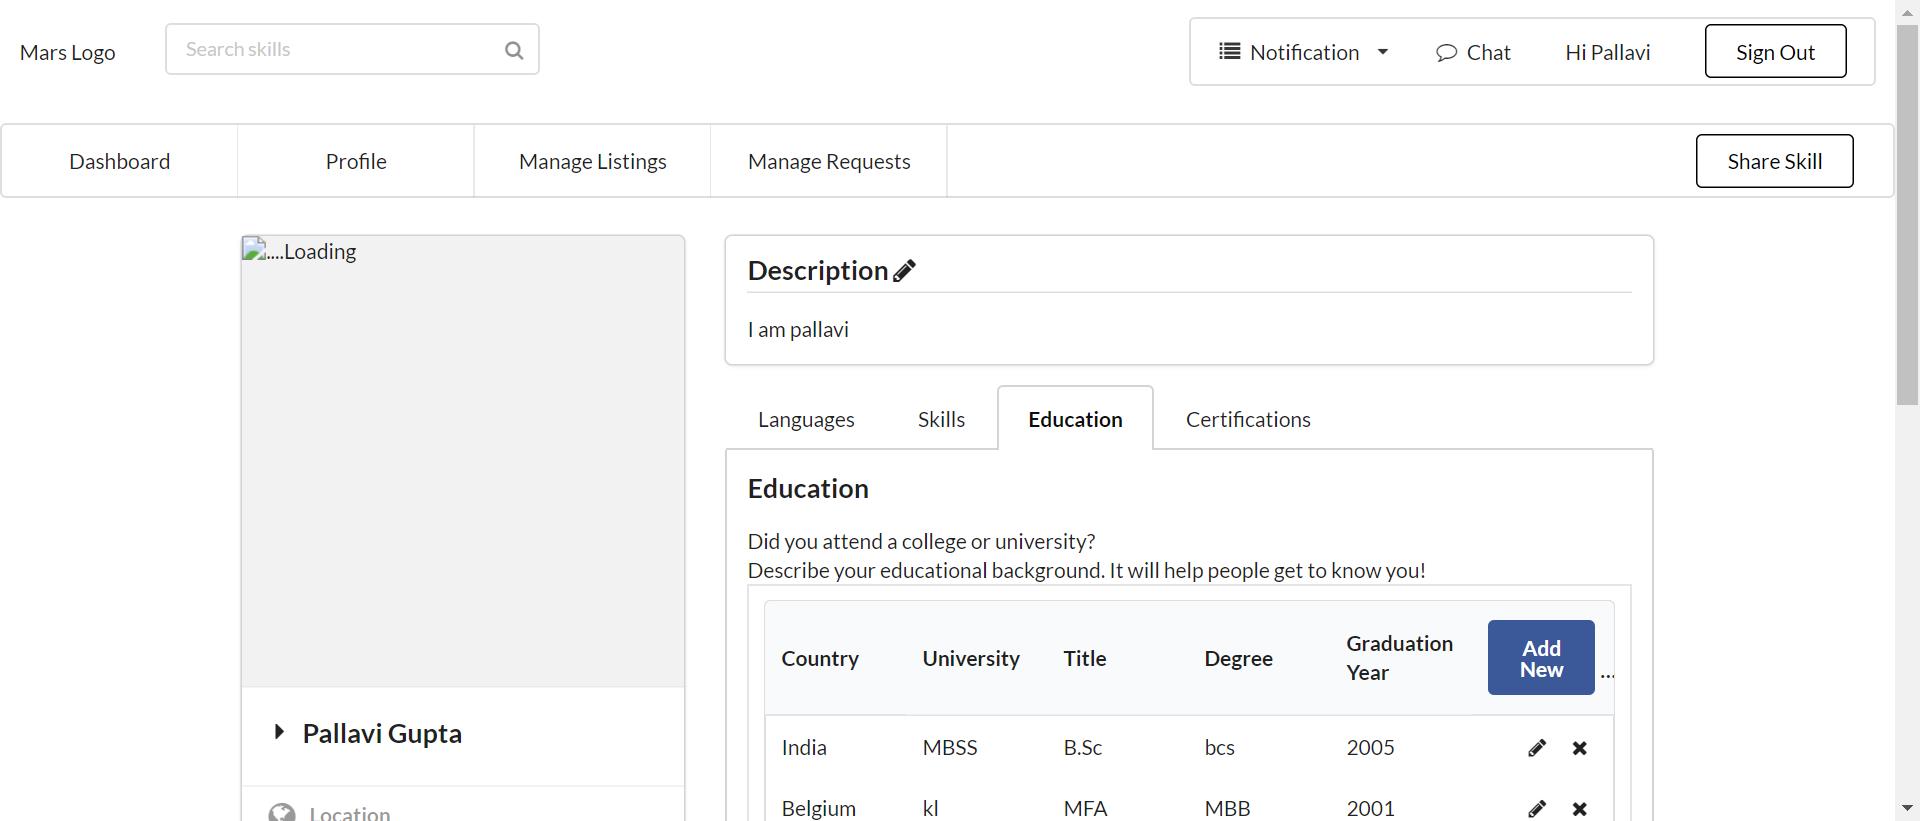 Mars Logo
Search skills
Notification
Chat
Hi Pallavi
Sign Out
Dashboard
Profile
Manage Listings
Manage Requests
Share Skill
....Loading
Pallavi Gupta
Location
Description
I am pallavi
Languages
Skills
Education
Certifications
Education
Did you attend a college or university?
Describe your educational background. It will help people get to know you!
Country University Title Degree Graduation Year Add New ...
India MBSS B.Sc bcs 2005
Belgium kl MFA MBB 2001